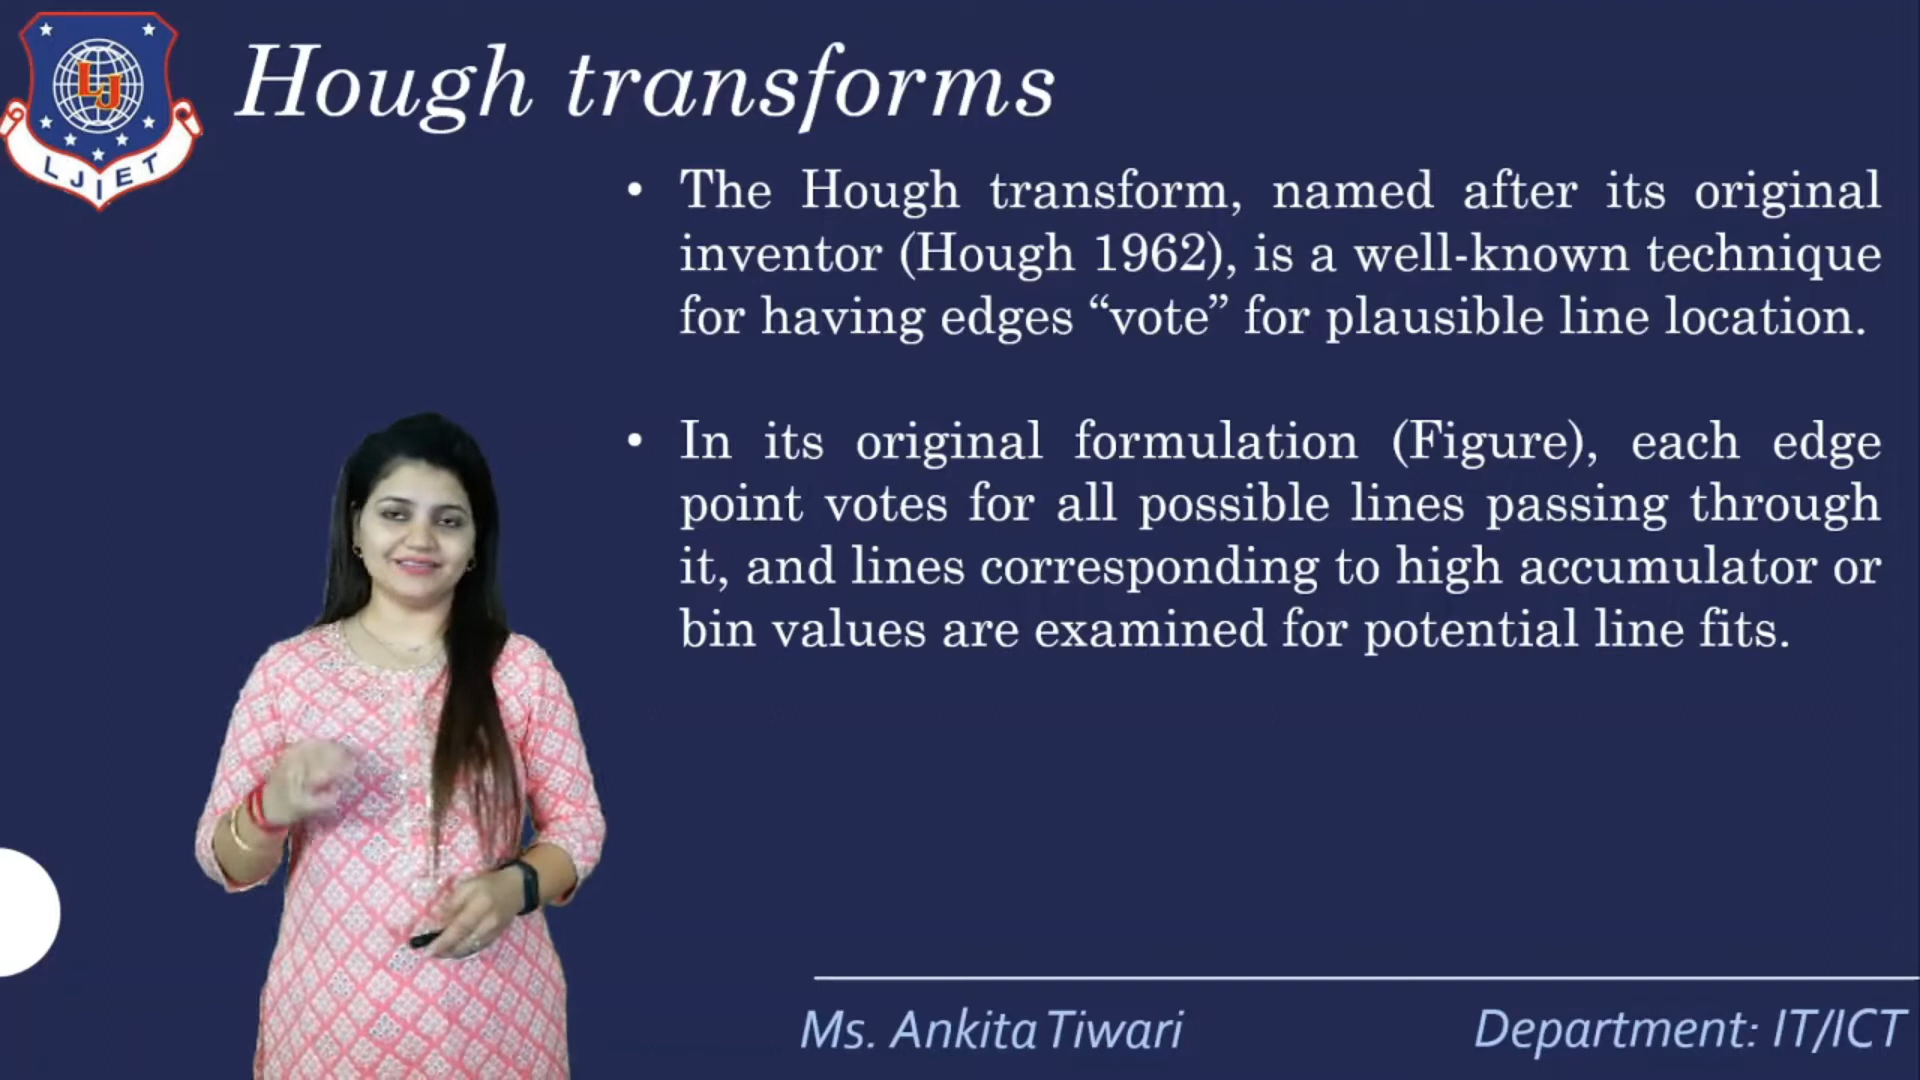 LJ
LJIET
Hough transforms
• The Hough transform, named after its original
inventor (Hough 1962), is a well-known technique
for having edges “vote” for plausible line location.
• In its original formulation (Figure), each edge
point votes for all possible lines passing through
it, and lines corresponding to high accumulator or
bin values are examined for potential line fits.
Ms. Ankita Tiwari
Department: IT/ICT